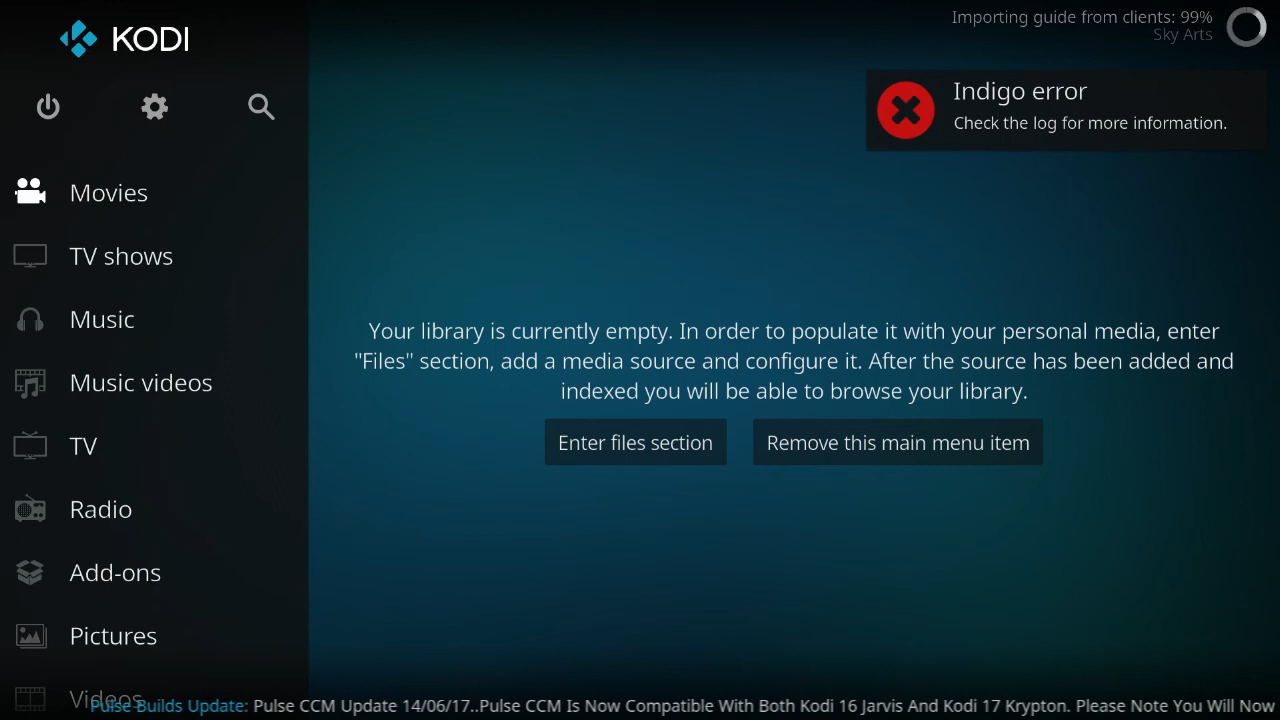 KODI
Importing guide from clients: 99%
Sky Arts
Indigo error
Check the log for more information.
Movies
TV shows
Music
Music videos
TV
Radio
Add-ons
Pictures
Videos
Your library is currently empty. In order to populate it with your personal media, enter
"Files" section, add a media source and configure it. After the source has been added and
indexed you will be able to browse your library.
Enter files section
Remove this main menu item
Pulse Builds Update: Pulse CCM Update 14/06/17..Pulse CCM Is Now Compatible With Both Kodi 16 Jarvis And Kodi 17 Krypton. Please Note You Will Now